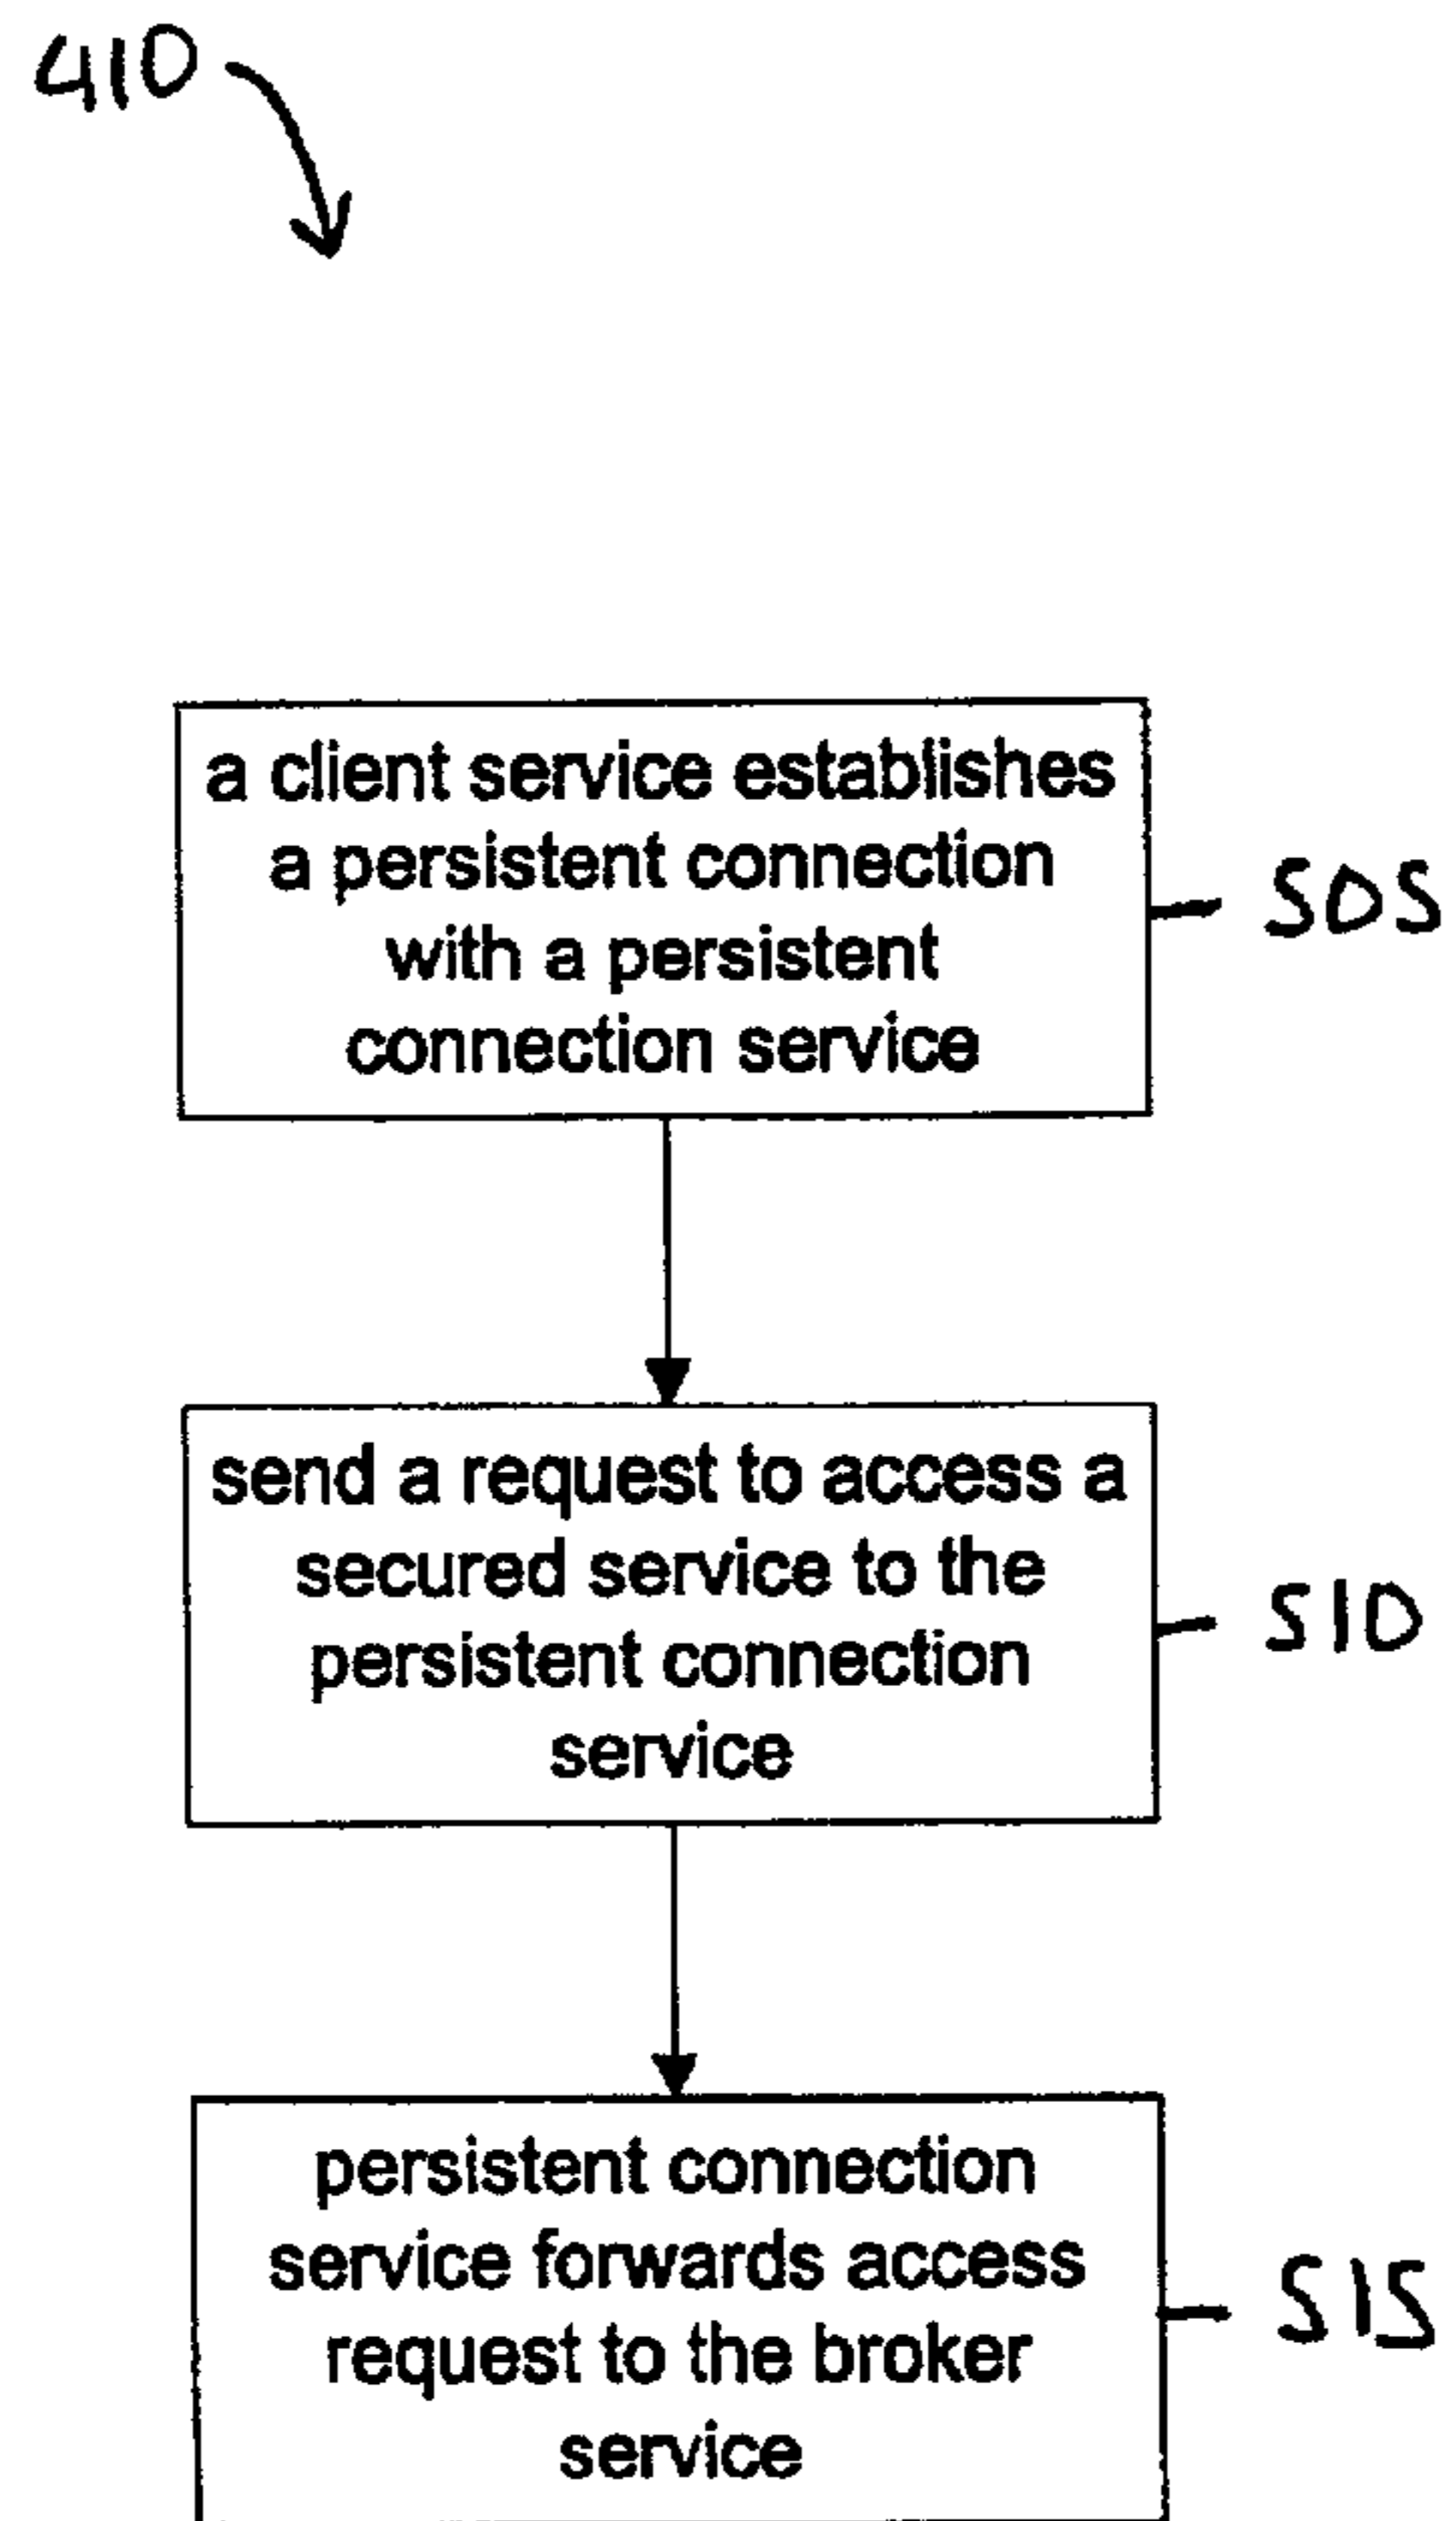 410
a client service establishes
a persistent connection
with a persistent
connection service
505
send a request to access a
secured service to the
persistent connection
service
510
persistent connection
service forwards access
request to the broker
service
515